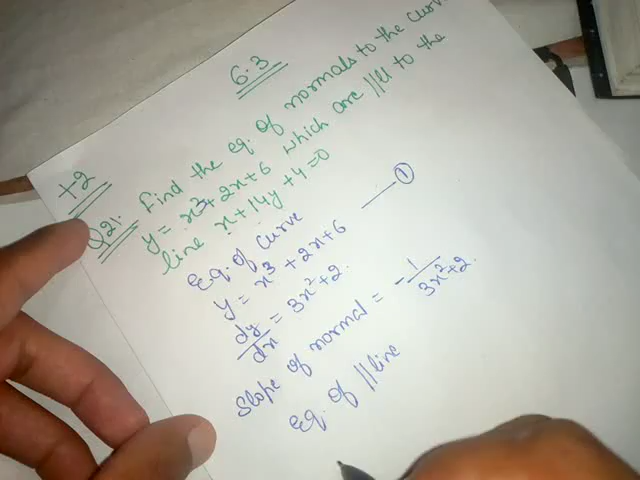 6.3
+2
Q21. Find the eq. of normals to the curve
y = x³+2x+6 which are ||el to the
line x+14y+4=0
eq. of curve
y = x³ + 2x+6 — ①
dy/dx = 3x²+2.
Slope of normal = -1/3x²+2.
eq. of || line